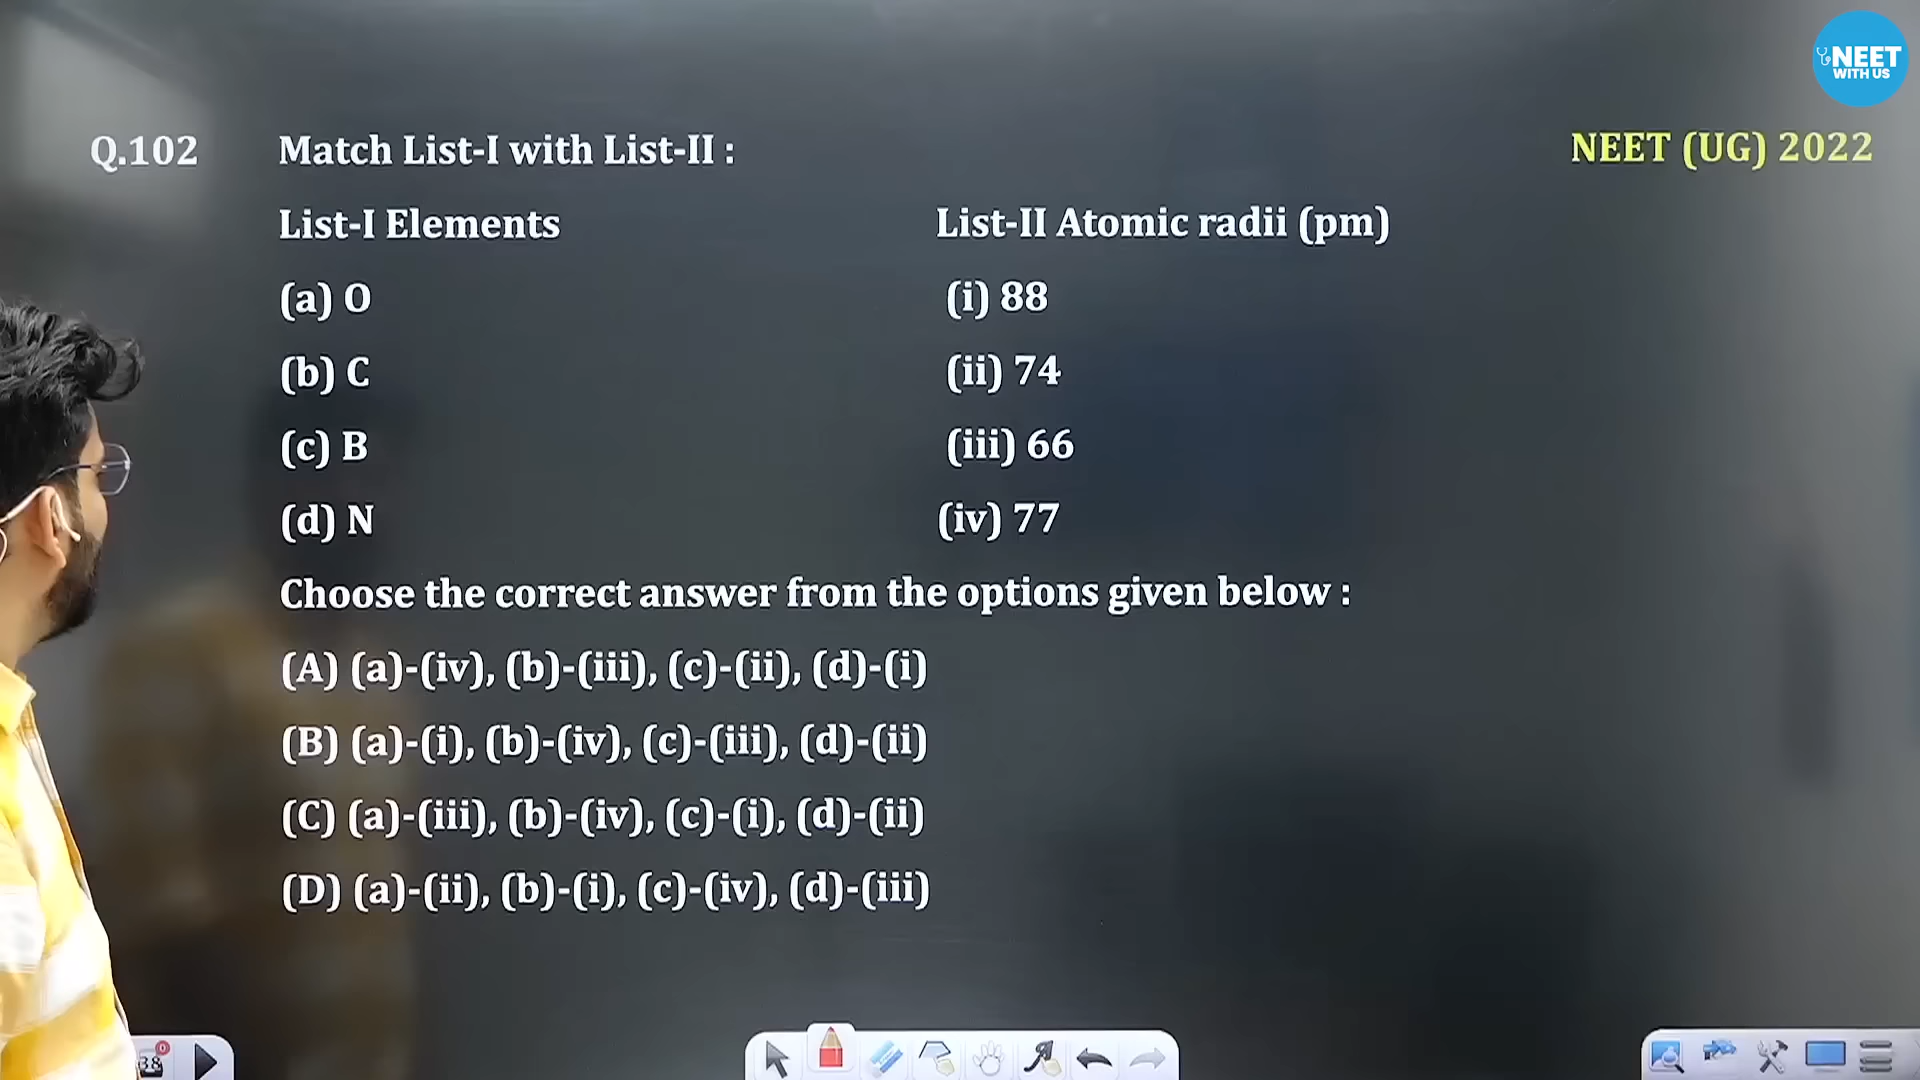 NEET
WITH US
Q.102 Match List-I with List-II : NEET (UG) 2022
List-I Elements List-II Atomic radii (pm)
(a) O (i) 88
(b) C (ii) 74
(c) B (iii) 66
(d) N (iv) 77
Choose the correct answer from the options given below :
(A) (a)-(iv), (b)-(iii), (c)-(ii), (d)-(i)
(B) (a)-(i), (b)-(iv), (c)-(iii), (d)-(ii)
(C) (a)-(iii), (b)-(iv), (c)-(i), (d)-(ii)
(D) (a)-(ii), (b)-(i), (c)-(iv), (d)-(iii)